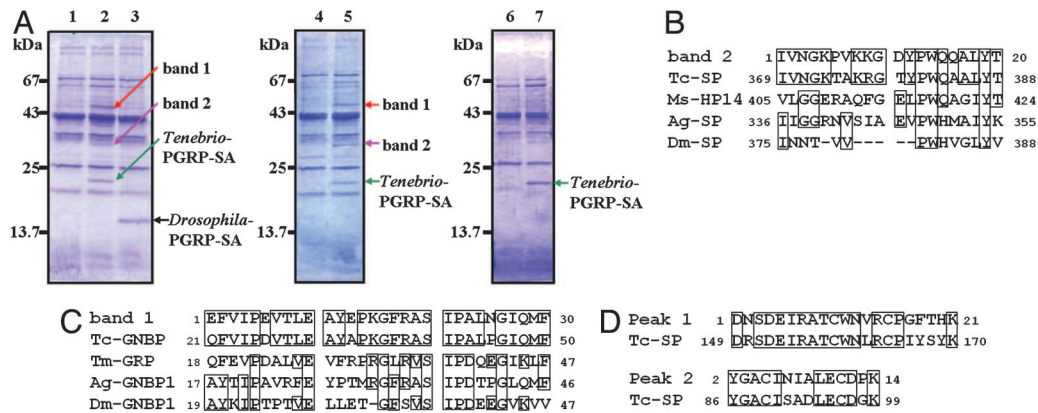 A
1 2 3
4 5
6 7
kDa
67
43
25
13.7
band 1
band 2
Tenebrio-
PGRP-SA
Drosophila-
PGRP-SA
kDa
67
43
25
13.7
band 1
band 2
Tenebrio-
PGRP-SA
kDa
67
43
25
13.7
Tenebrio-
PGRP-SA
B
band 2 1 IVNGKPVKKG DYPWQQALYT 20
Tc-SP 369 IVNGKTAKRG TYPWQAALYT 388
Ms-HP14 405 VLGGERAQFG ELPWQAGIYT 424
Ag-SP 336 IIGGRNVSIA EVPWHMAIYK 355
Dm-SP 375 INNT-VV--- --PWHVGLYV 388
C
band 1 1 EFVIPEVTLE AYEPKGFRAS IPALNGIQMF 30
Tc-GNBP 21 QFVIPDVTLE AYAPKGFRAS IPALPGIQMF 50
Tm-GRP 18 QFEVPDALVE VFRPRGLRVS IPDQEGIKLF 47
Ag-GNBP1 17 AYTIPAVRFE YPTMRGFRAS IPDTPGLQMF 46
Dm-GNBP1 19 AYKIPTPTVE LLET-GFSVS IPDEEGVKVV 47
D
Peak 1 1 DNSDEIRATCWNVRCPGFTHK 21
Tc-SP 149 DRSDEIRATCWNLRCPIYSYK 170
Peak 2 2 YGACINIALECDPK 14
Tc-SP 86 YGACISADLECDGK 99